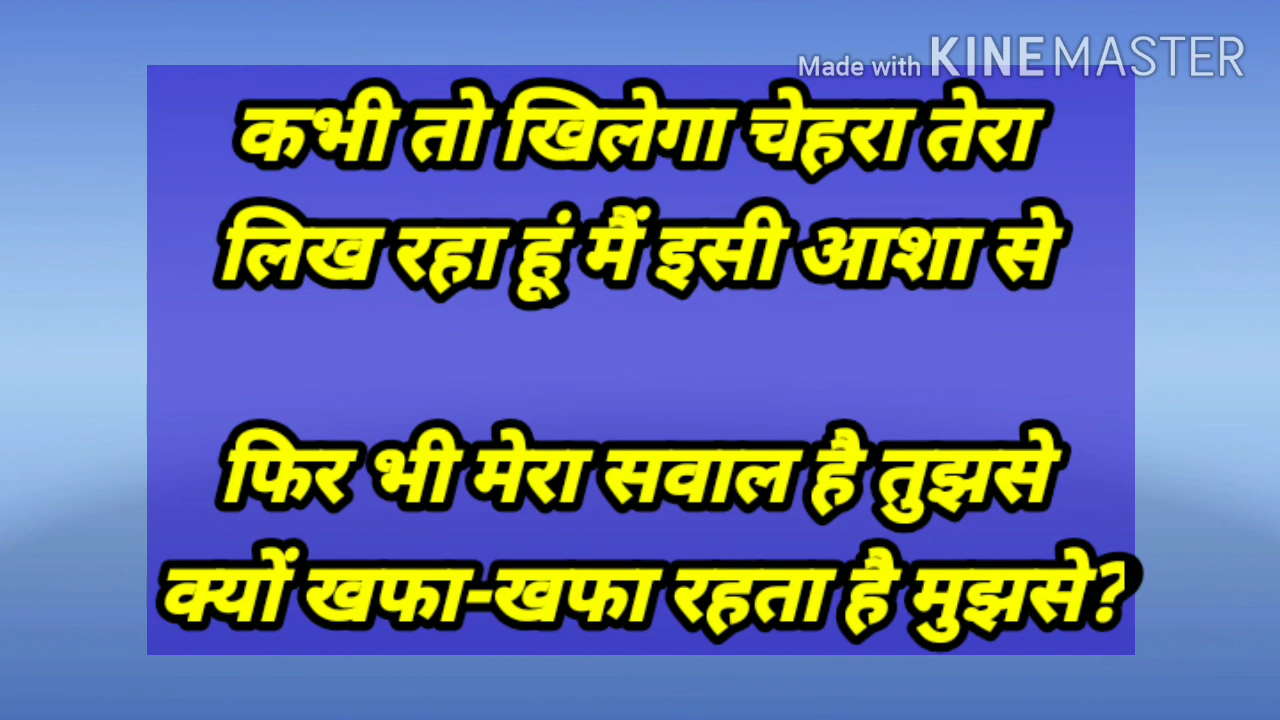 Made with KINEMASTER
कभी तो खिलेगा चेहरा तेरा
लिख रहा हूं मैं इसी आशा से
फिर भी मेरा सवाल है तुझसे
क्यों खफा-खफा रहता है मुझसे?